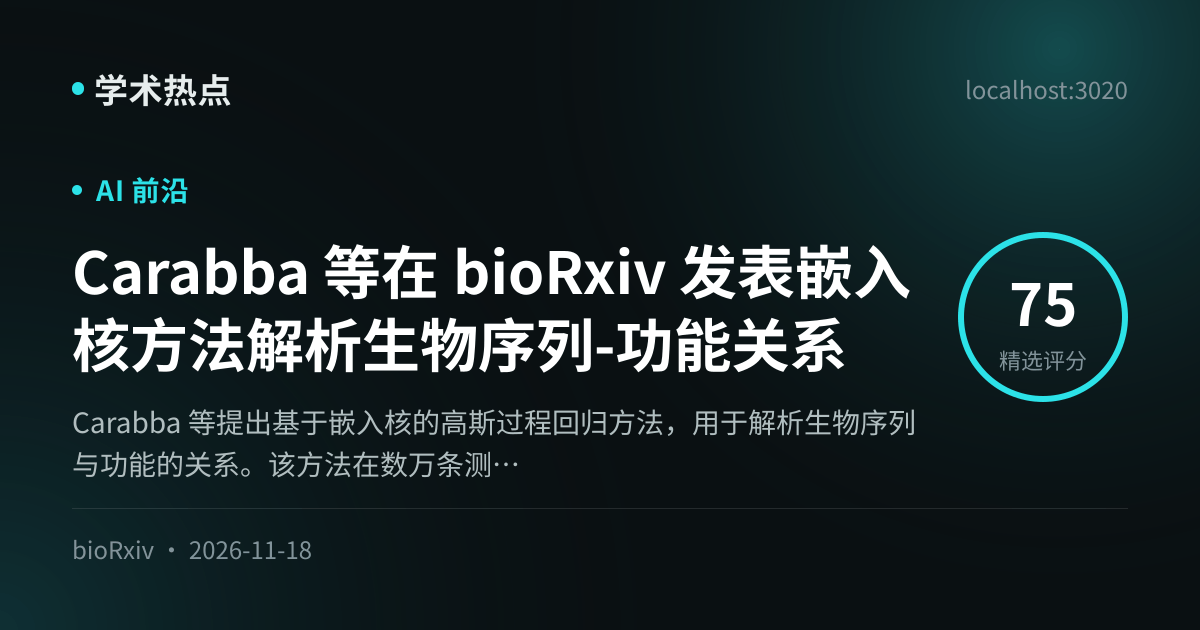 学术热点
localhost:3020
AI 前沿
Carabba 等在 bioRxiv 发表嵌入
核方法解析生物序列-功能关系
75
精选评分
Carabba 等提出基于嵌入核的高斯过程回归方法，用于解析生物序列
与功能的关系。该方法在数万条测…
bioRxiv · 2026-11-18